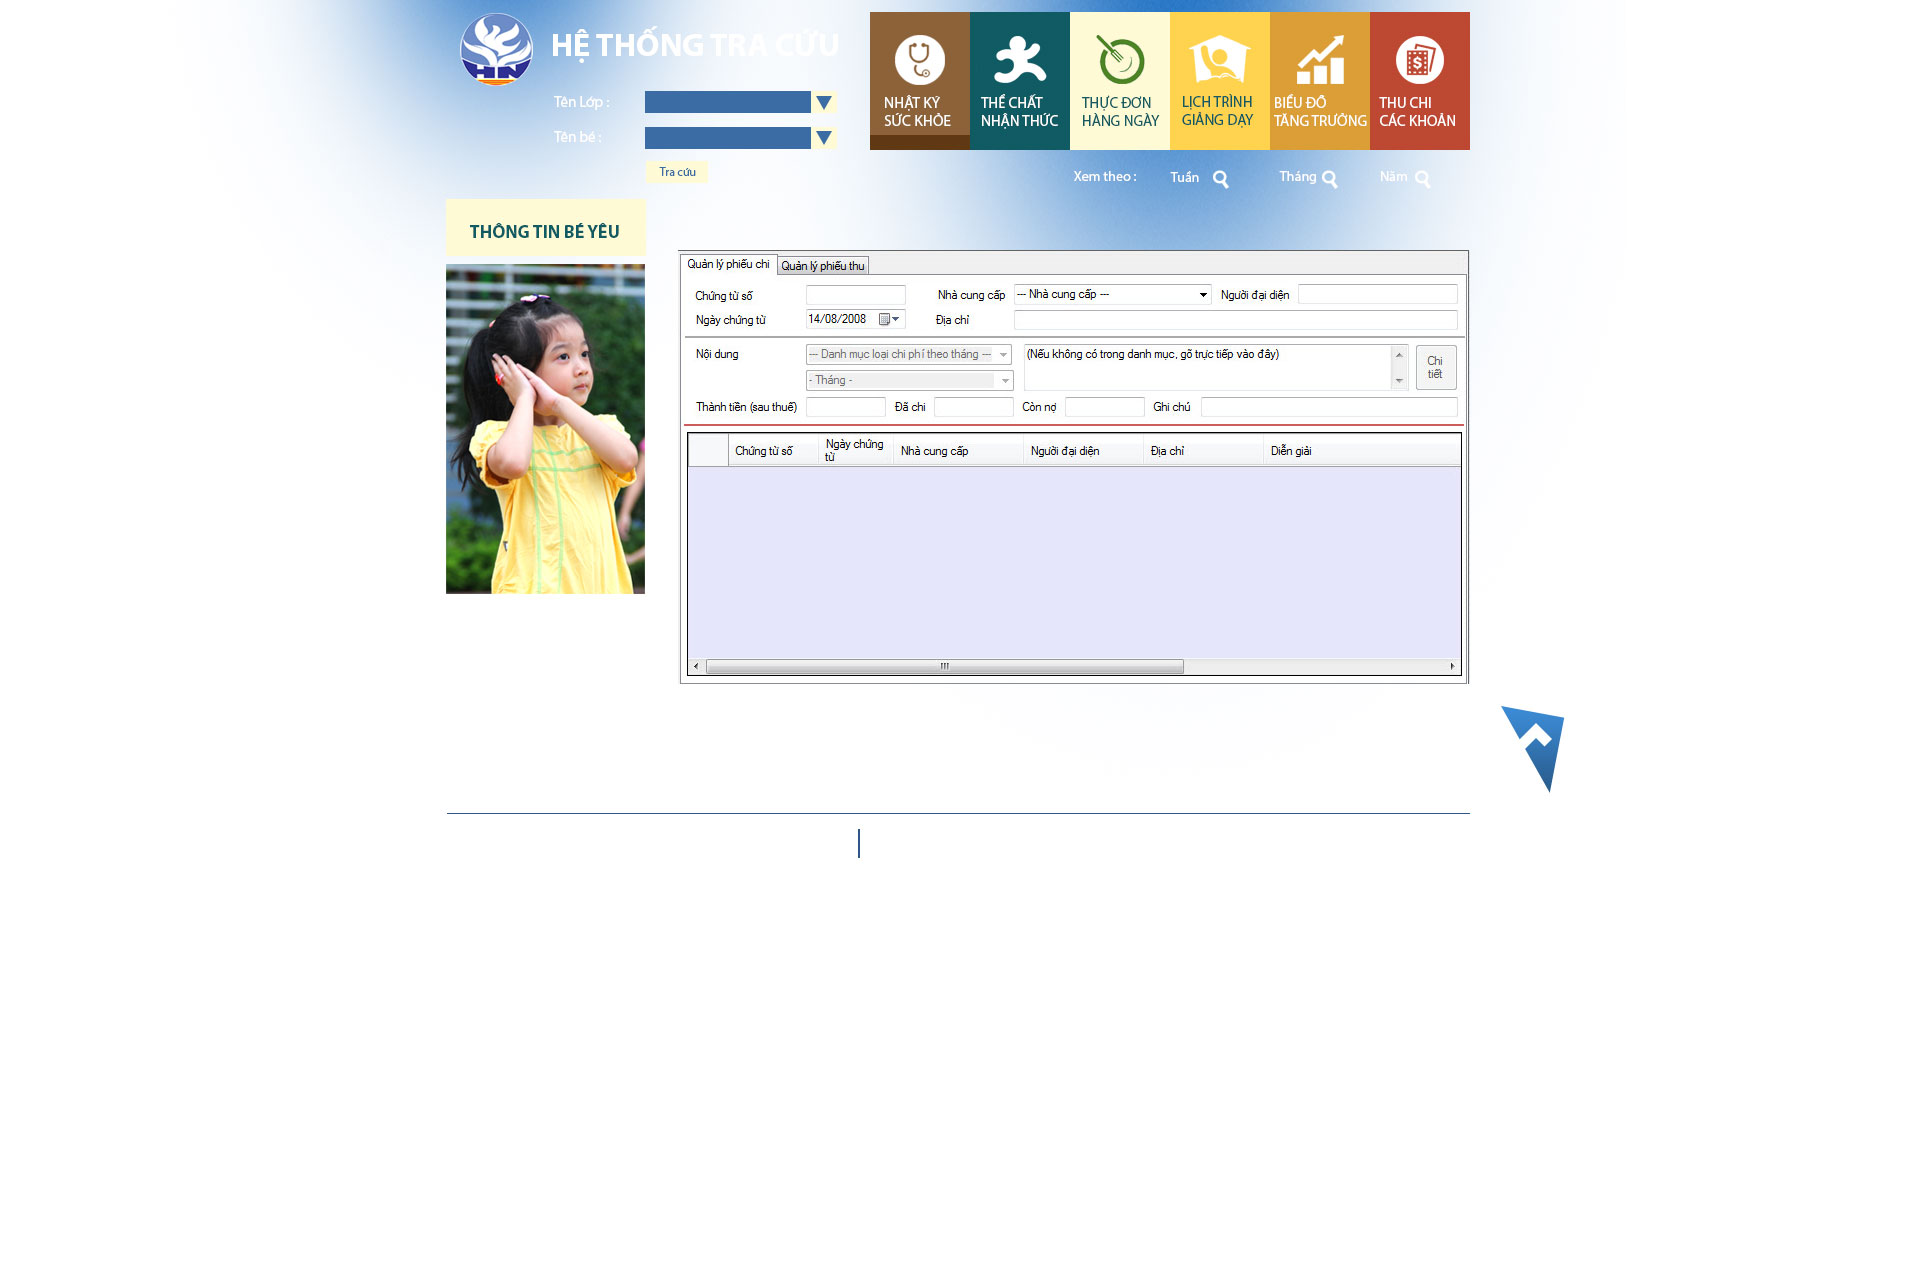 HN
HỆ THỐNG TRA CỨU
Tên Lớp :
Tên bé :
Tra cứu
NHẬT KÝ
SỨC KHỎE
THỂ CHẤT
NHẬN THỨC
THỰC ĐƠN
HÀNG NGÀY
LỊCH TRÌNH
GIẢNG DẠY
BIỂU ĐỒ
TĂNG TRƯỞNG
THU CHI
CÁC KHOẢN
Xem theo :
Tuần
Tháng
Năm
THÔNG TIN BÉ YÊU
Quản lý phiếu chi
Quản lý phiếu thu
Chứng từ số
Nhà cung cấp
--- Nhà cung cấp ---
Người đại diện
Ngày chứng từ
14/08/2008
Địa chỉ
Nội dung
--- Danh mục loại chi phí theo tháng ---
(Nếu không có trong danh mục, gõ trực tiếp vào đây)
Chi
tiết
- Tháng -
Thành tiền (sau thuế)
Đã chi
Còn nợ
Ghi chú
Chứng từ số
Ngày chứng
từ
Nhà cung cấp
Người đại diện
Địa chỉ
Diễn giải